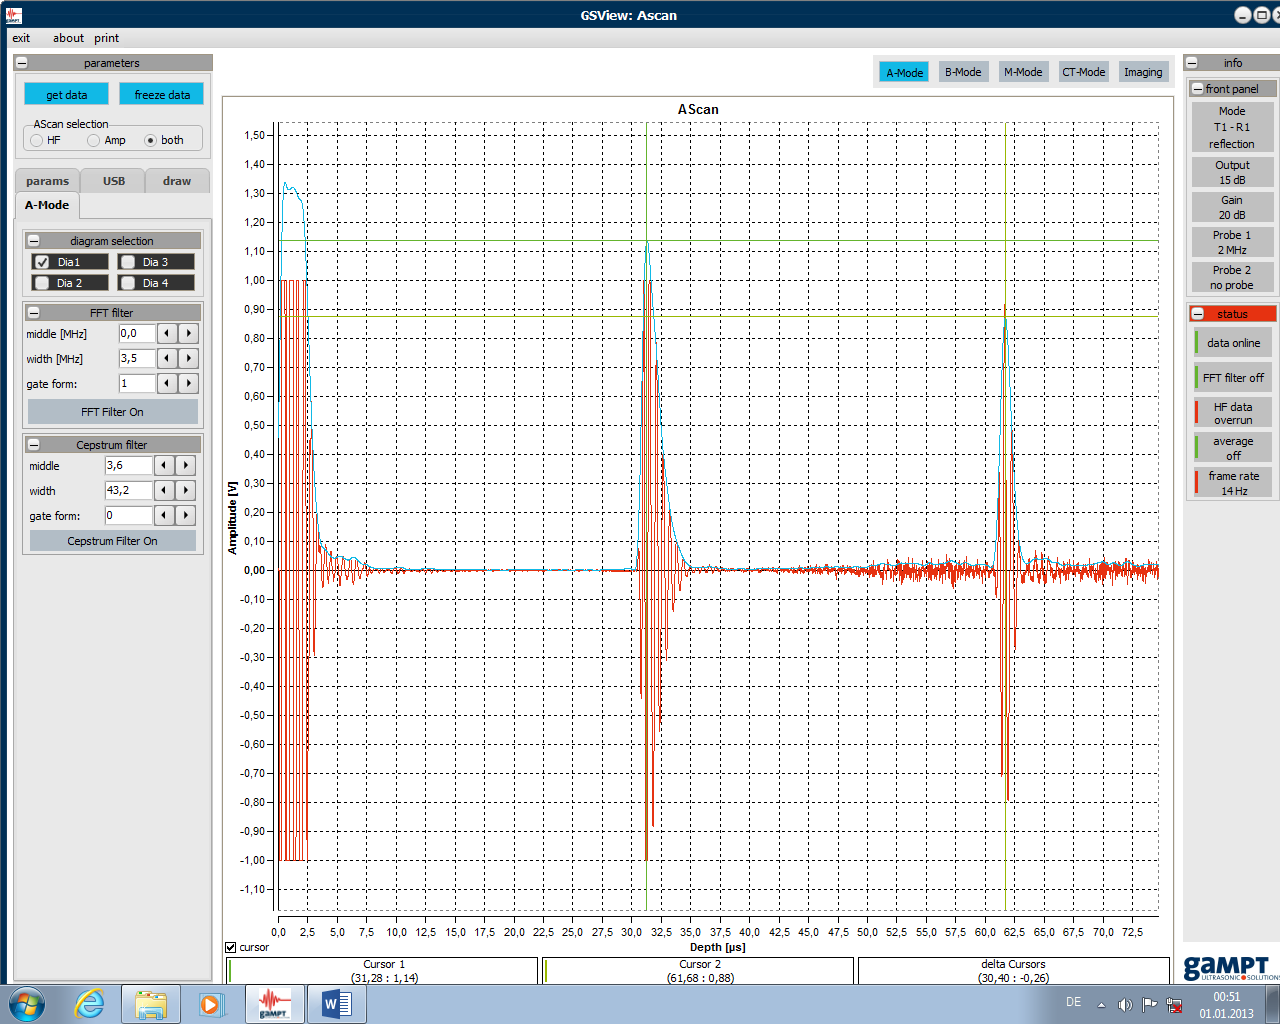 GSView: Ascan
exit about print
parameters
get data freeze data
AScan selection
HF Amp both
params USB draw
A-Mode
diagram selection
Dia1 Dia 3
Dia 2 Dia 4
FFT filter
middle [MHz] 0,0
width [MHz] 3,5
gate form: 1
FFT Filter On
Cepstrum filter
middle 3,6
width 43,2
gate form: 0
Cepstrum Filter On
A-Mode B-Mode M-Mode CT-Mode Imaging
AScan
1,50
1,40
1,30
1,20
1,10
1,00
0,90
0,80
0,70
0,60
0,50
0,40
0,30
0,20
0,10
0,00
-0,10
-0,20
-0,30
-0,40
-0,50
-0,60
-0,70
-0,80
-0,90
-1,00
-1,10
Amplitude [V]
0,0 2,5 5,0 7,5 10,0 12,5 15,0 17,5 20,0 22,5 25,0 27,5 30,0 32,5 35,0 37,5 40,0 42,5 45,0 47,5 50,0 52,5 55,0 57,5 60,0 62,5 65,0 67,5 70,0 72,5
Depth [µs]
cursor
Cursor 1
(31,28 : 1,14)
Cursor 2
(61,68 : 0,88)
delta Cursors
(30,40 : -0,26)
info
front panel
Mode
T1 - R1
reflection
Output
15 dB
Gain
20 dB
Probe 1
2 MHz
Probe 2
no probe
status
data online
FFT filter off
HF data
overrun
average
off
frame rate
14 Hz
gAMPT
ULTRASONIC SOLUTIONS
gAMPT
DE
00:51
01.01.2013